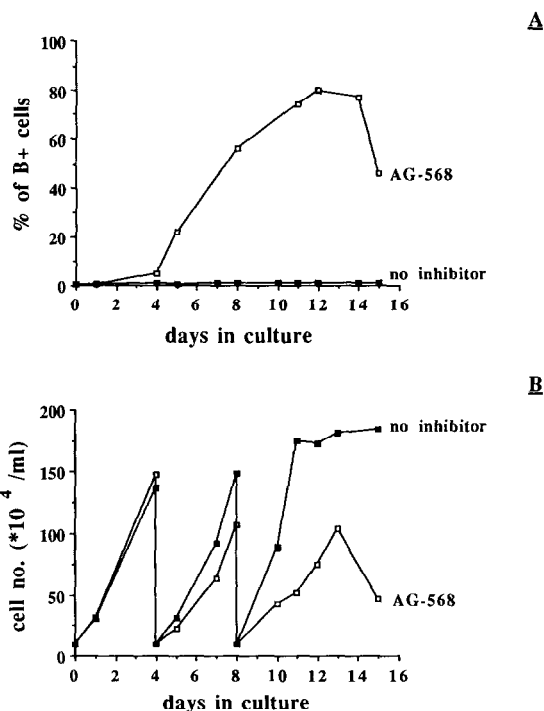 A
100
80
60
40
20
0
% of B+ cells
AG-568
no inhibitor
0 2 4 6 8 10 12 14 16
days in culture
B
200
150
100
50
0
cell no. (*10 4 /ml)
no inhibitor
AG-568
0 2 4 6 8 10 12 14 16
days in culture